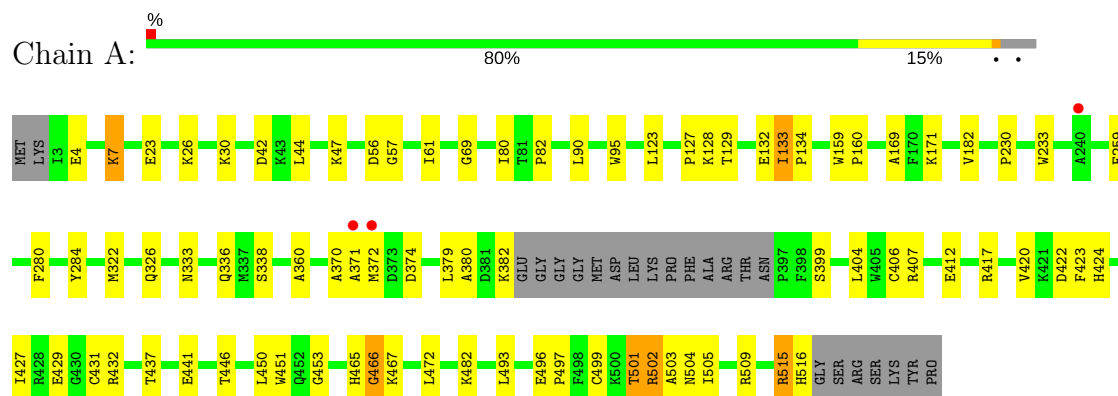 %
Chain A:
80% 15% • •
MET LYS I3 E4 K7 E23 K26 K30 D42 K43 L44 K47 D56 G57 I61 G69 I80 T81 P82 L90 W95 L123 P127 K128 T129 E132 I133 P134 W159 P160 A169 F170 K171 V182 P230 W233 A240
F280 Y284 M322 Q326 N333 Q336 M337 S338 A360 A370 A371 M372 D373 D374 L379 A380 D381 K382 GLU GLY GLY GLY MET ASP LEU LYS PRO PHE ALA ARG THR ASN P397 F398 S399 L404 W405 C406 R407 E412 R417 V420 K421 D422 F423 H424
I427 R428 E429 G430 C431 R432 T437 E441 T446 L450 W451 Q452 G453 H465 G466 K467 L472 K482 L493 E496 P497 F498 C499 K500 T501 R502 A503 N504 I505 R509 R515 H516 GLY SER ARG SER LYS TYR PRO